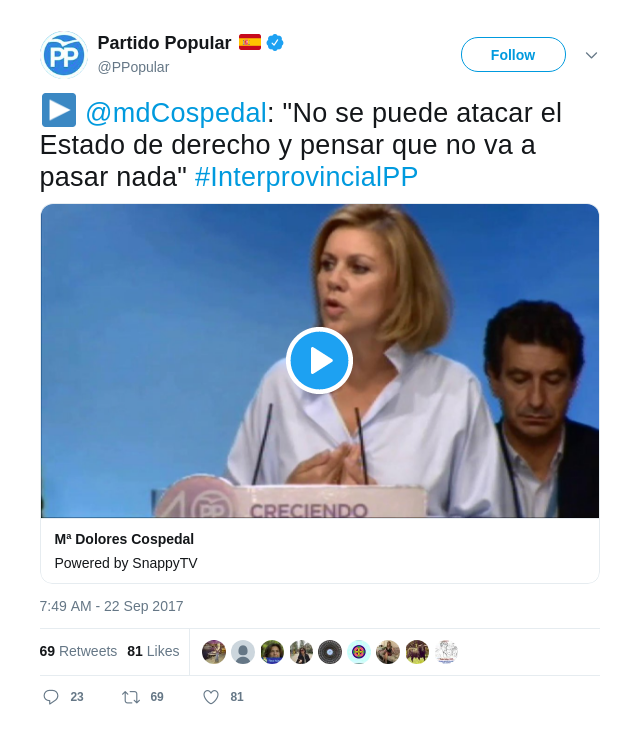 Partido Popular
@PPopular
Follow
@mdCospedal: "No se puede atacar el
Estado de derecho y pensar que no va a
pasar nada" #InterprovincialPP
PP
CRECIENDO
Mª Dolores Cospedal
Powered by SnappyTV
7:49 AM - 22 Sep 2017
69 Retweets 81 Likes
23 69 81